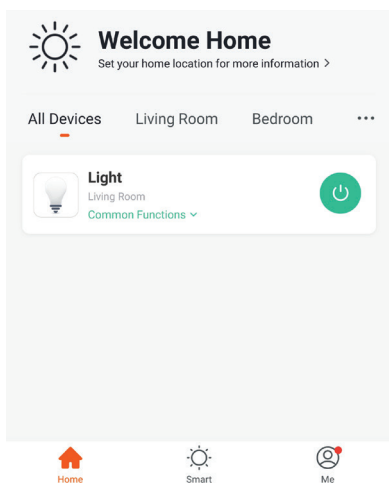 Welcome Home
Set your home location for more information >
All Devices Living Room Bedroom ...
Light
Living Room
Common Functions
Home Smart Me